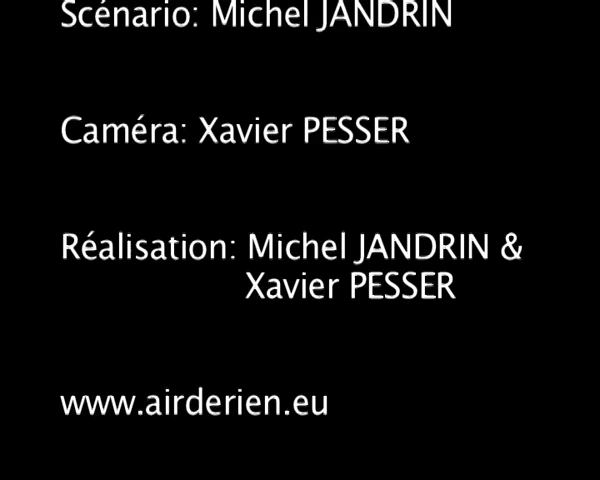 Scénario: Michel JANDRIN
Caméra: Xavier PESSER
Réalisation: Michel JANDRIN &
Xavier PESSER
www.airderien.eu